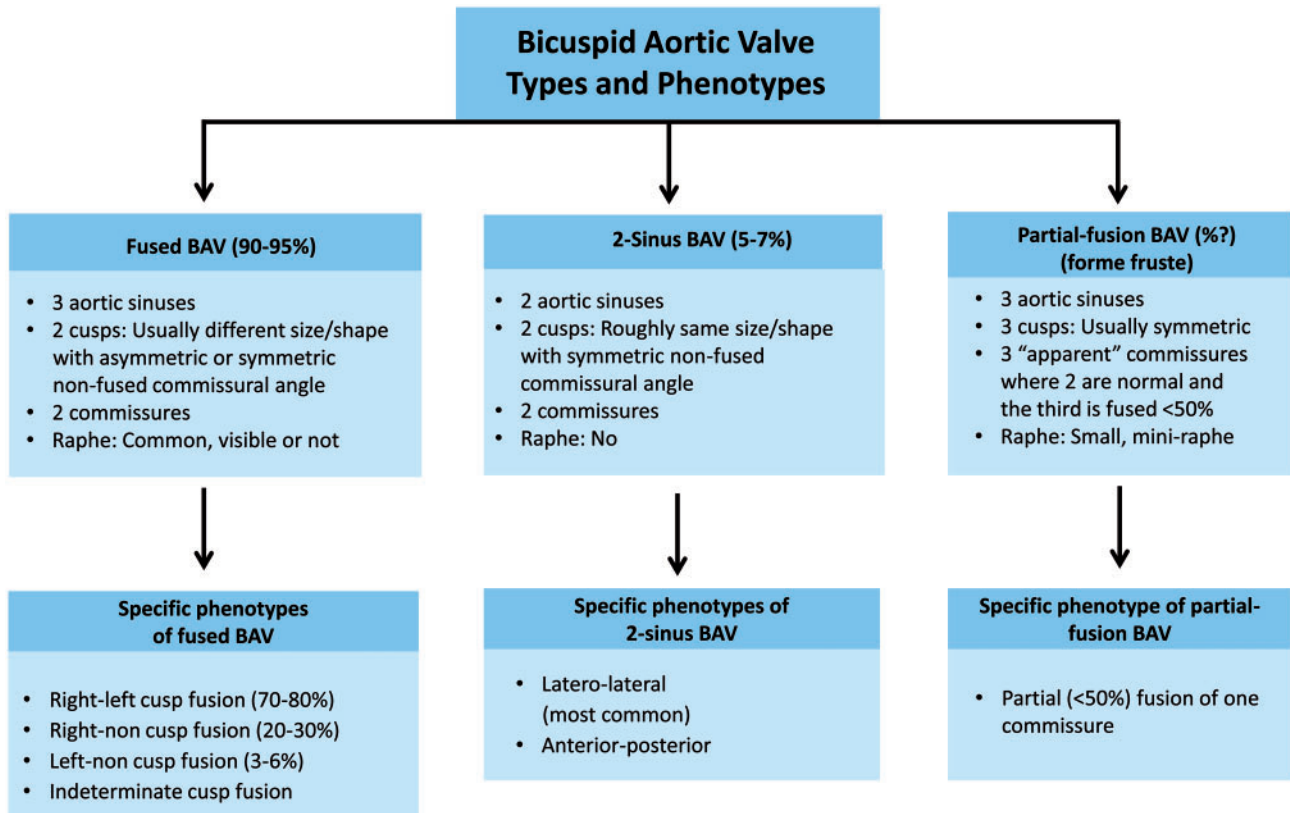 Bicuspid Aortic Valve
Types and Phenotypes
Fused BAV (90-95%)
• 3 aortic sinuses
• 2 cusps: Usually different size/shape
with asymmetric or symmetric
non-fused commissural angle
• 2 commissures
• Raphe: Common, visible or not
2-Sinus BAV (5-7%)
• 2 aortic sinuses
• 2 cusps: Roughly same size/shape
with symmetric non-fused
commissural angle
• 2 commissures
• Raphe: No
Partial-fusion BAV (%?)
(forme fruste)
• 3 aortic sinuses
• 3 cusps: Usually symmetric
• 3 “apparent” commissures
where 2 are normal and
the third is fused <50%
• Raphe: Small, mini-raphe
Specific phenotypes
of fused BAV
• Right-left cusp fusion (70-80%)
• Right-non cusp fusion (20-30%)
• Left-non cusp fusion (3-6%)
• Indeterminate cusp fusion
Specific phenotypes of
2-sinus BAV
• Latero-lateral
(most common)
• Anterior-posterior
Specific phenotype of partial-
fusion BAV
• Partial (<50%) fusion of one
commissure